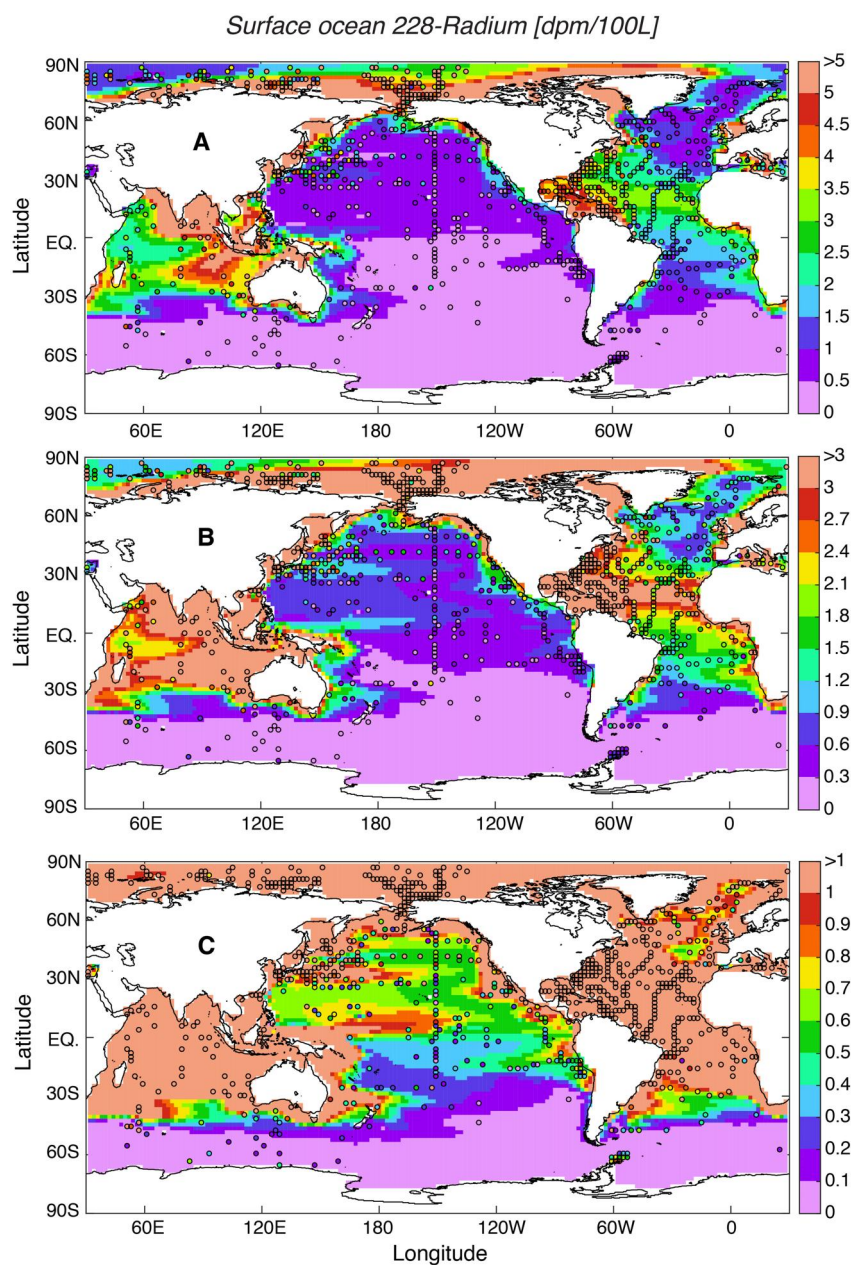 Surface ocean 228-Radium [dpm/100L]
A
90N
60N
30N
EQ.
30S
60S
90S
Latitude
60E 120E 180 120W 60W 0
>5
5
4.5
4
3.5
3
2.5
2
1.5
1
0.5
0
B
90N
60N
30N
EQ.
30S
60S
90S
Latitude
60E 120E 180 120W 60W 0
>3
3
2.7
2.4
2.1
1.8
1.5
1.2
0.9
0.6
0.3
0
C
90N
60N
30N
EQ.
30S
60S
90S
Latitude
60E 120E 180 120W 60W 0
Longitude
>1
1
0.9
0.8
0.7
0.6
0.5
0.4
0.3
0.2
0.1
0